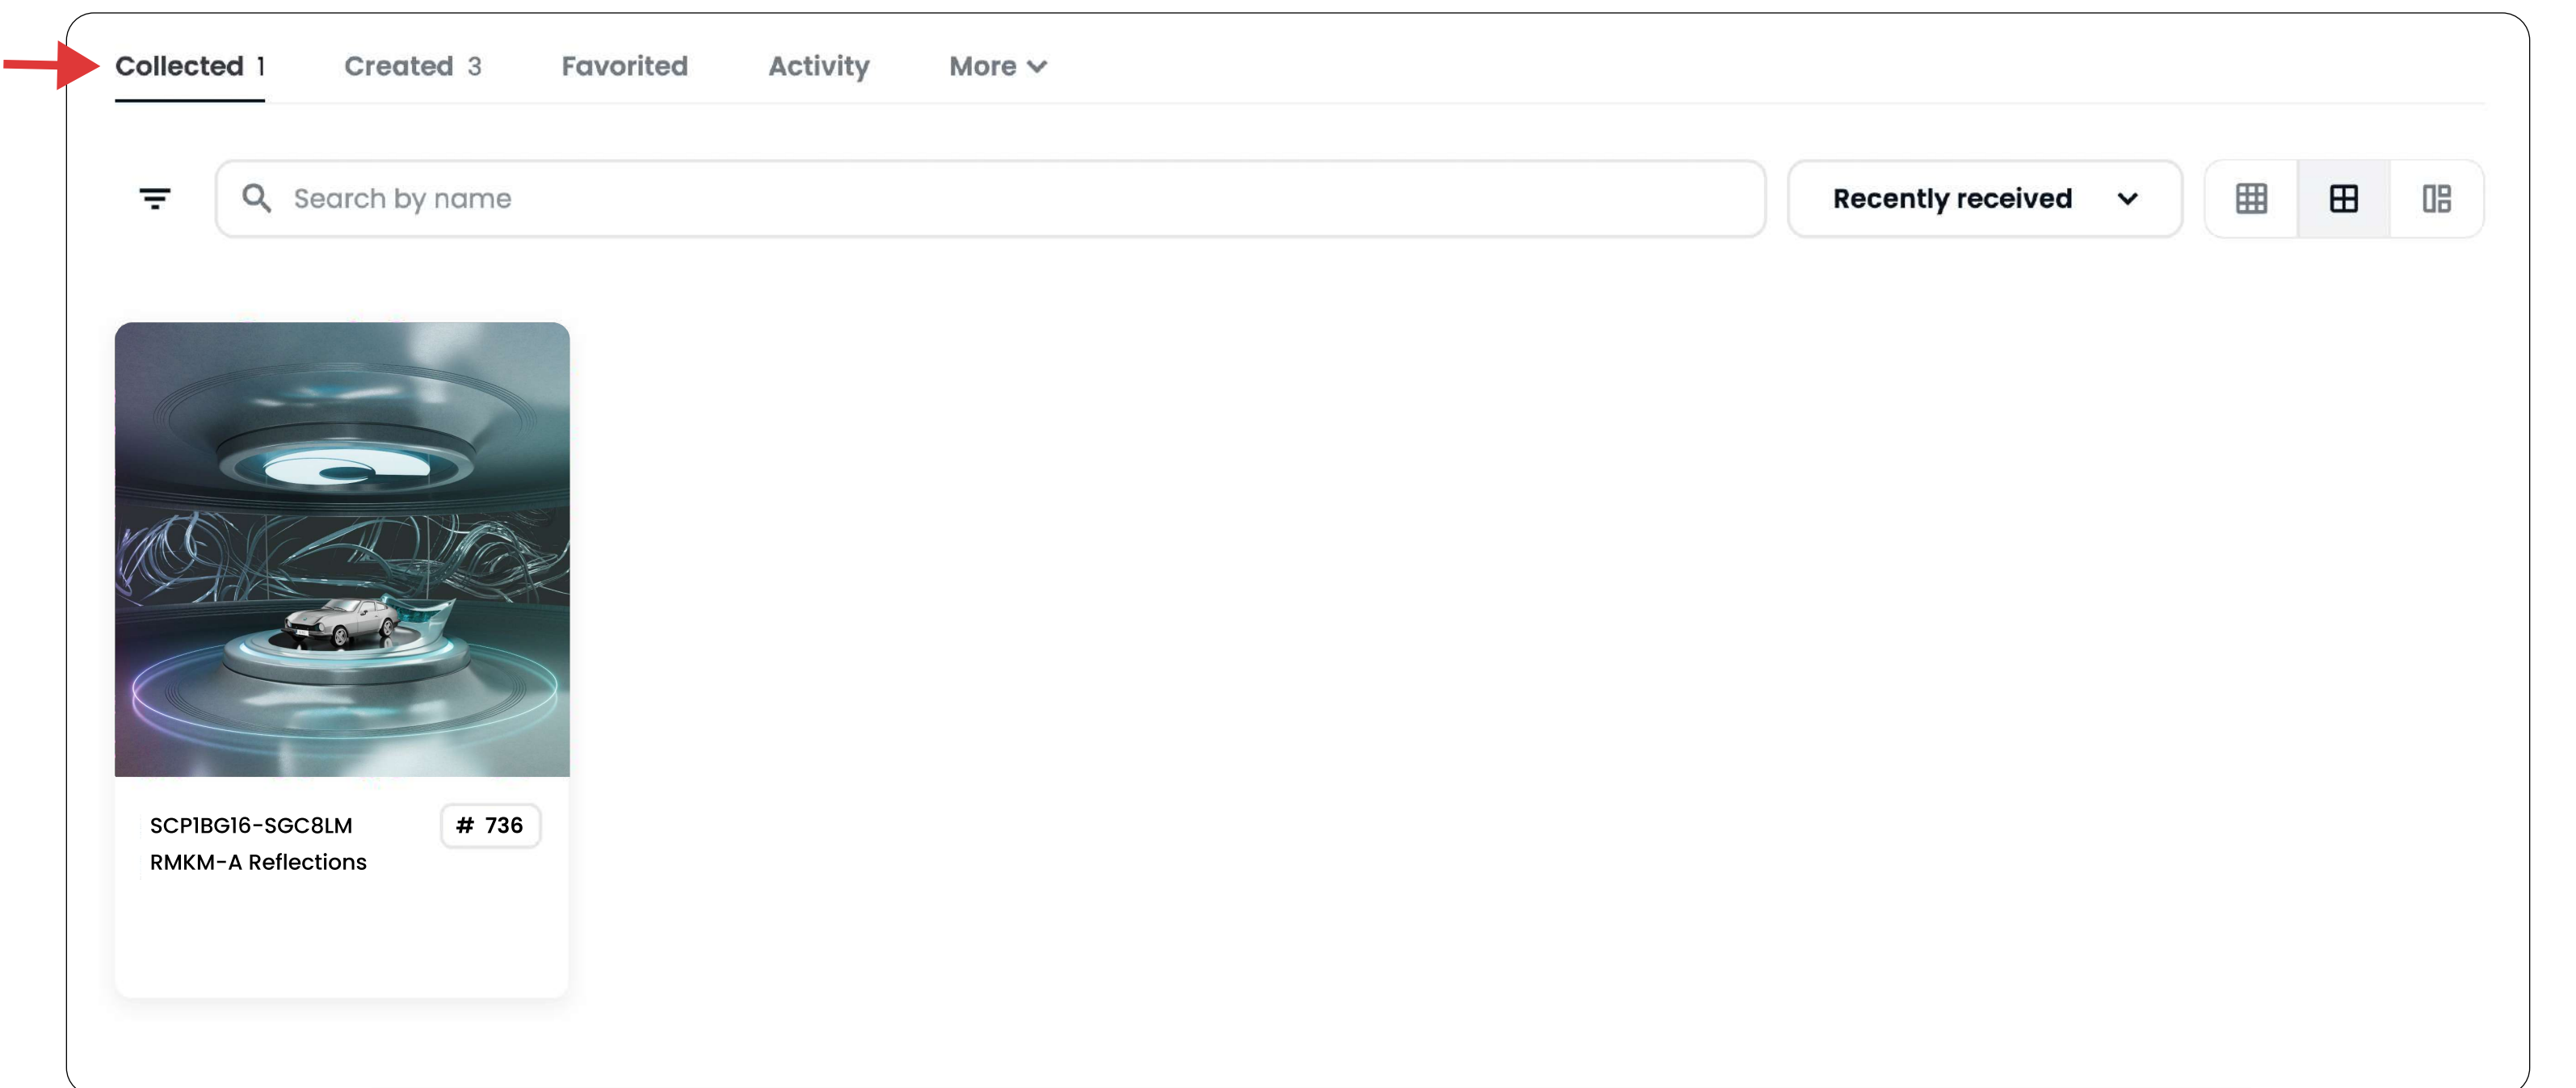 Collected 1 Created 3 Favorited Activity More
Search by name Recently received
SCP1BG16-SGC8LM # 736
RMKM-A Reflections